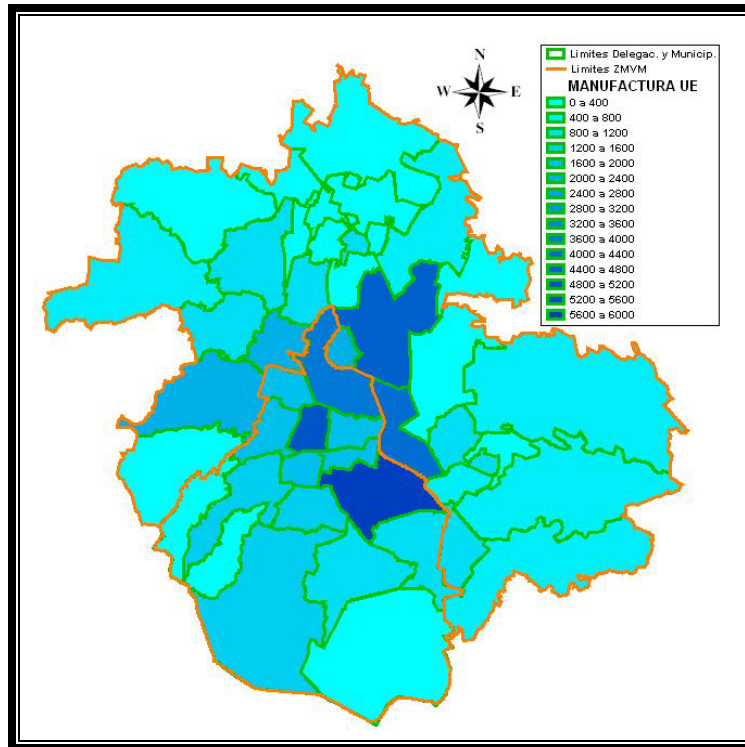 N
W E
S
Limites Delegac. y Municip.
Limites ZMVM
MANUFACTURA UE
0 a 400
400 a 800
800 a 1200
1200 a 1600
1600 a 2000
2000 a 2400
2400 a 2800
2800 a 3200
3200 a 3600
3600 a 4000
4000 a 4400
4400 a 4800
4800 a 5200
5200 a 5600
5600 a 6000